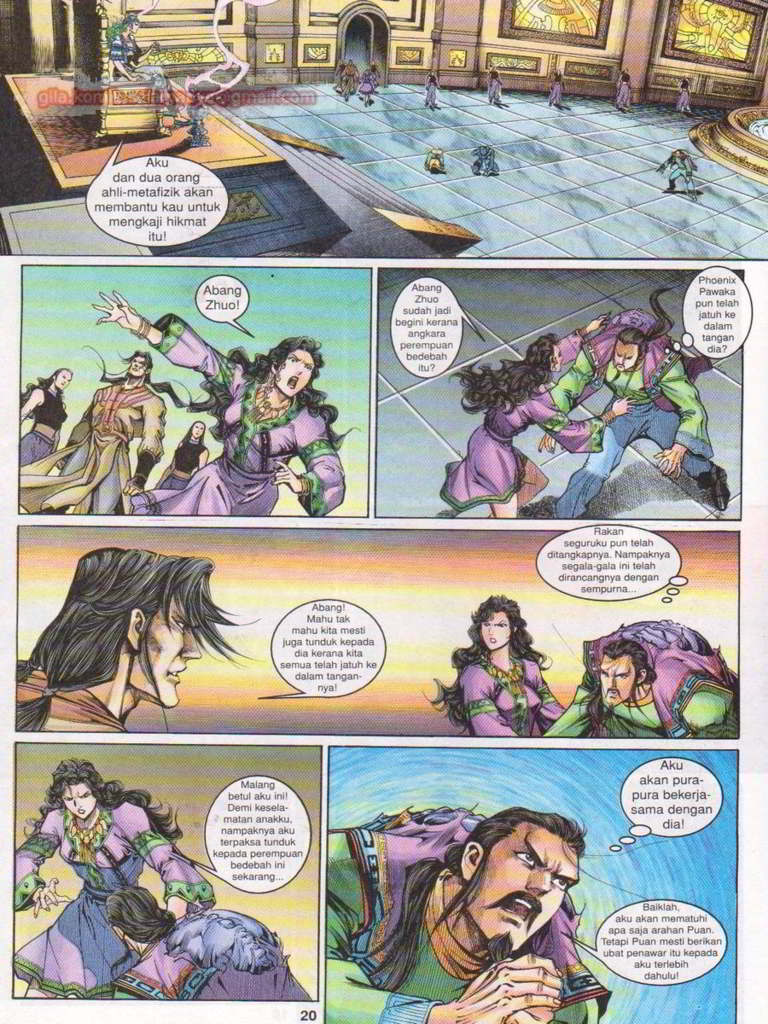 Aku
dan dua orang
ahli-metafizik akan
membantu kau untuk
mengkaji hikmat
itu!
Abang
Zhuo!
Abang
Zhuo
sudah jadi
begini kerana
angkara
perempuan
bedebah
itu?
Phoenix
Pawaka
pun telah
jatuh ke
dalam
tangan
dia?
Abang!
Mahu tak
mahu kita mesti
juga tunduk kepada
dia kerana kita
semua telah jatuh ke
dalam tangan-
nya!
Rakan
seguruku pun telah
ditangkapnya. Nampaknya
segala-gala ini telah
dirancangnya dengan
sempurna...
Malang
betul aku ini!
Demi kesela-
matan anakku,
nampaknya aku
terpaksa tunduk
kepada perempuan
bedebah ini
sekarang...
Aku
akan pura-
pura bekerja-
sama dengan
dia!
Baiklah,
aku akan mematuhi
apa saja arahan Puan.
Tetapi Puan mesti berikan
ubat penawar itu kepada
aku terlebih
dahulu!
20